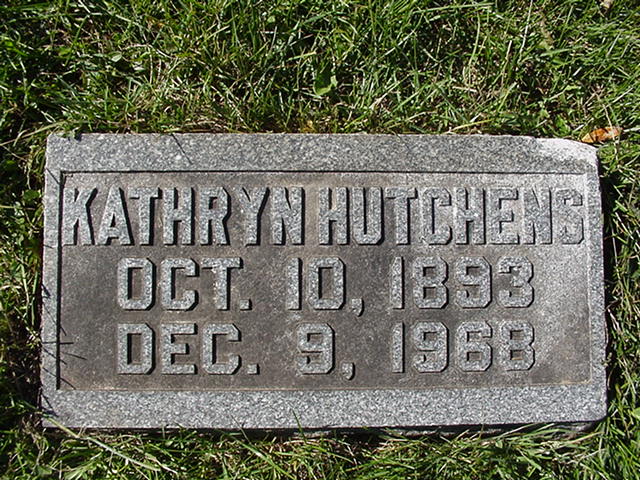 KATHRYN HUTCHENS
OCT. 10, 1893
DEC. 9, 1968